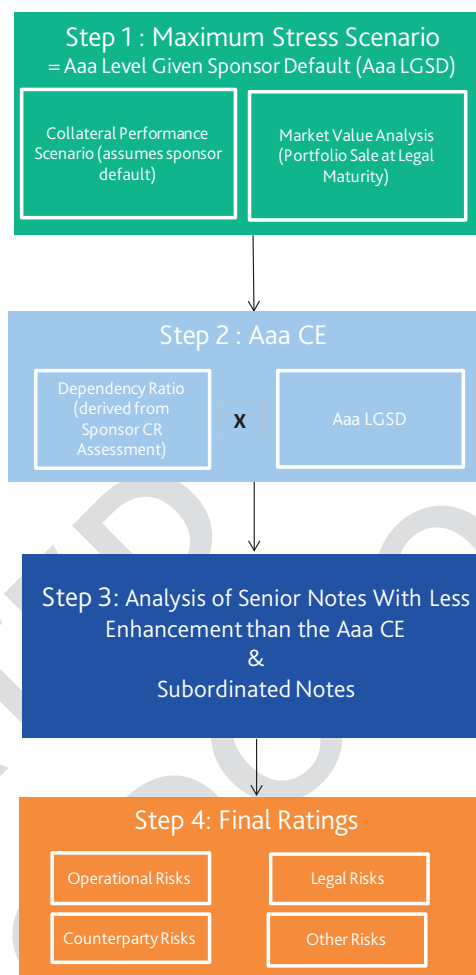 Step 1 : Maximum Stress Scenario
= Aaa Level Given Sponsor Default (Aaa LGSD)
Collateral Performance
Scenario (assumes sponsor
default)
Market Value Analysis
(Portfolio Sale at Legal
Maturity)
Step 2 : Aaa CE
Dependency Ratio
(derived from
Sponsor CR
Assessment)
X
Aaa LGSD
Step 3: Analysis of Senior Notes With Less
Enhancement than the Aaa CE
&
Subordinated Notes
Step 4: Final Ratings
Operational Risks
Legal Risks
Counterparty Risks
Other Risks